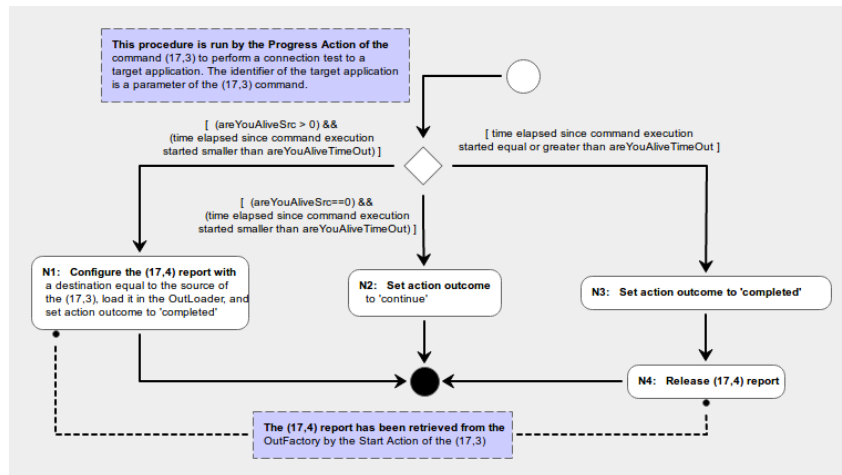 This procedure is run by the Progress Action of the
command (17,3) to perform a connection test to a
target application. The identifier of the target application
is a parameter of the (17,3) command.
[ (areYouAliveSrc > 0) &&
(time elapsed since command execution
started smaller than areYouAliveTimeOut) ]
[ time elapsed since command execution
started equal or greater than areYouAliveTimeOut ]
[ (areYouAliveSrc==0) &&
(time elapsed since command execution
started smaller than areYouAliveTimeOut) ]
N1: Configure the (17,4) report with
a destination equal to the source of
the (17,3), load it in the OutLoader, and
set action outcome to 'completed'
N2: Set action outcome
to 'continue'
N3: Set action outcome to 'completed'
N4: Release (17,4) report
The (17,4) report has been retrieved from the
OutFactory by the Start Action of the (17,3)